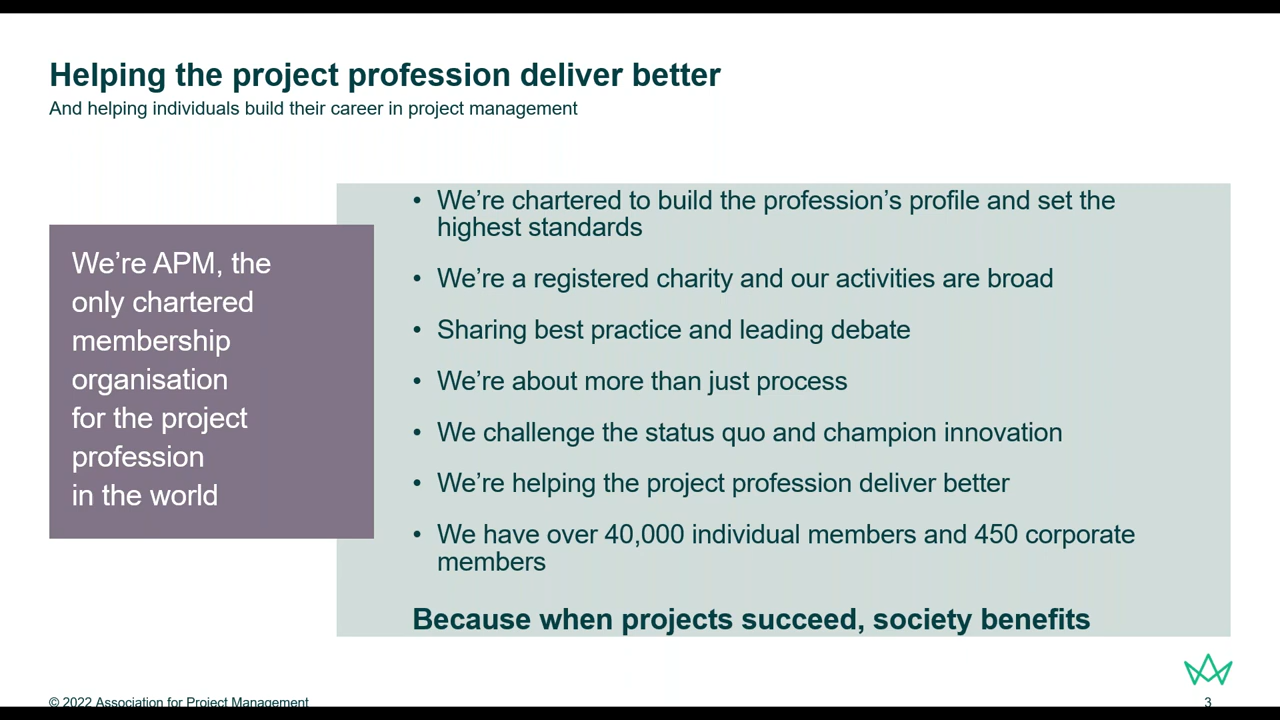 Helping the project profession deliver better
And helping individuals build their career in project management
We’re APM, the
only chartered
membership
organisation
for the project
profession
in the world
• We’re chartered to build the profession’s profile and set the
highest standards
• We’re a registered charity and our activities are broad
• Sharing best practice and leading debate
• We’re about more than just process
• We challenge the status quo and champion innovation
• We’re helping the project profession deliver better
• We have over 40,000 individual members and 450 corporate
members
Because when projects succeed, society benefits
© 2022 Association for Project Management
3